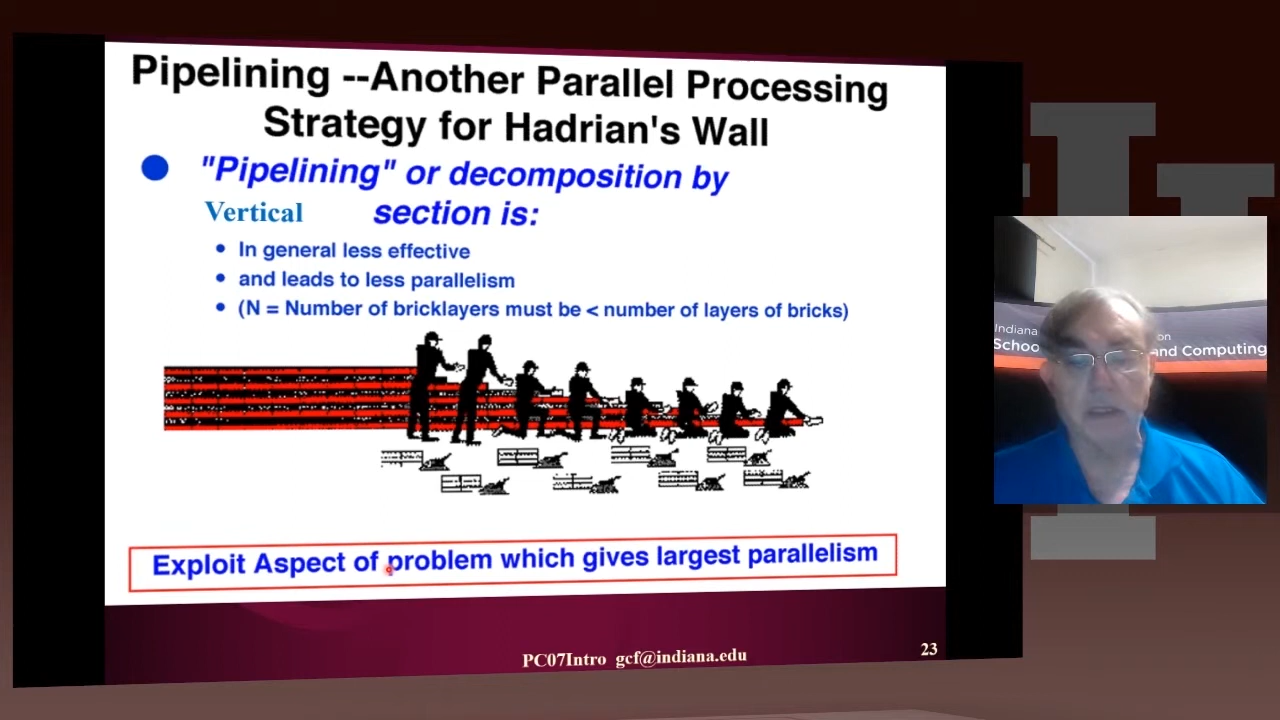 Pipelining --Another Parallel Processing
Strategy for Hadrian's Wall
"Pipelining" or decomposition by
Vertical section is:
In general less effective
and leads to less parallelism
(N = Number of bricklayers must be < number of layers of bricks)
Exploit Aspect of problem which gives largest parallelism
PC07Intro gcf@indiana.edu
23
Indiana on
Schoo and Computing